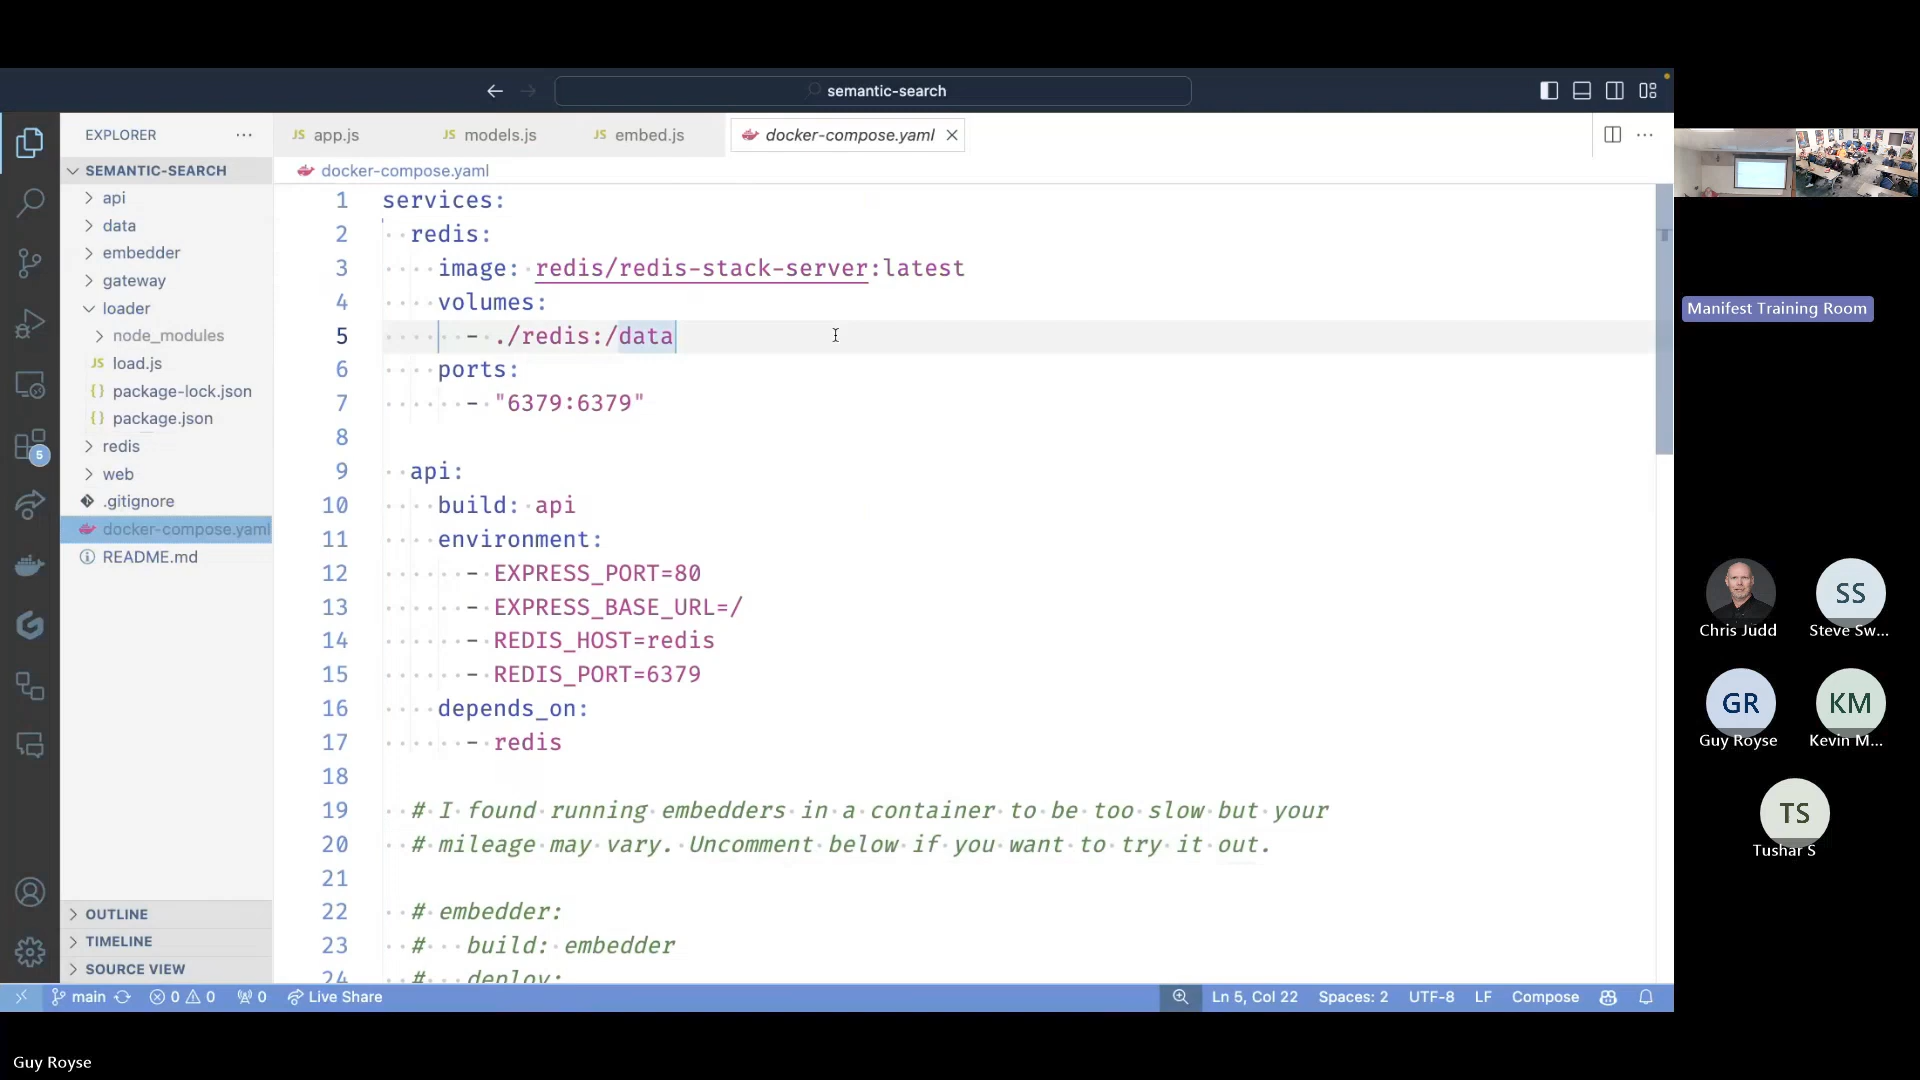 semantic-search
EXPLORER
JS app.js
JS models.js
JS embed.js
docker-compose.yaml
SEMANTIC-SEARCH
docker-compose.yaml
api
data
embedder
gateway
loader
node_modules
JS load.js
{} package-lock.json
{} package.json
redis
web
.gitignore
docker-compose.yaml
README.md
OUTLINE
TIMELINE
SOURCE VIEW
5
1 services:
2 redis:
3 image: redis/redis-stack-server:latest
4 volumes:
5 - ./redis:/data
6 ports:
7 - "6379:6379"
8
9 api:
10 build: api
11 environment:
12 - EXPRESS_PORT=80
13 - EXPRESS_BASE_URL=/
14 - REDIS_HOST=redis
15 - REDIS_PORT=6379
16 depends_on:
17 - redis
18
19 # I found running embedders in a container to be too slow but your
20 # mileage may vary. Uncomment below if you want to try it out.
21
22 # embedder:
23 # build: embedder
24 # deploy:
main 0 0 0 Live Share
Ln 5, Col 22 Spaces: 2 UTF-8 LF Compose
Manifest Training Room
Chris Judd
SS
Steve Sw...
GR
Guy Royse
KM
Kevin M...
TS
Tushar S
Guy Royse